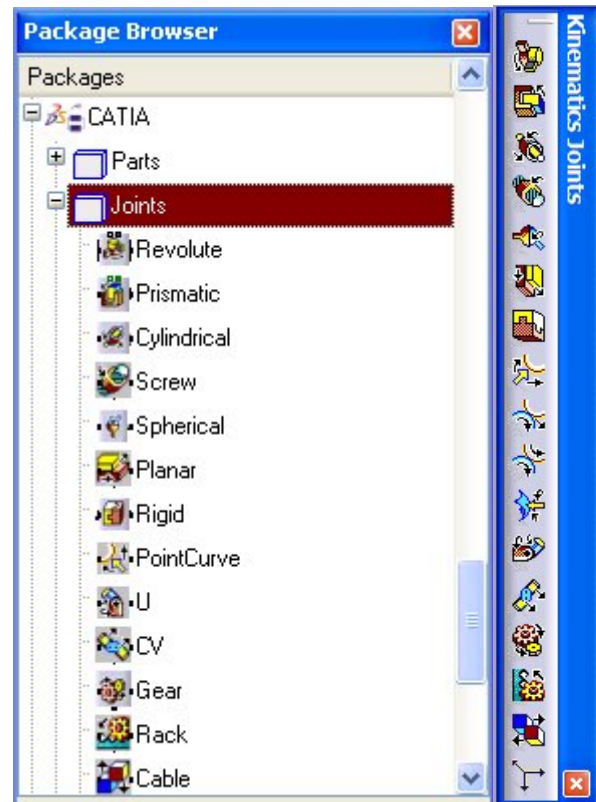 Package Browser
Packages
CATIA
Parts
Joints
Revolute
Prismatic
Cylindrical
Screw
Spherical
Planar
Rigid
PointCurve
U
CV
Gear
Rack
Cable
Kinematics Joints